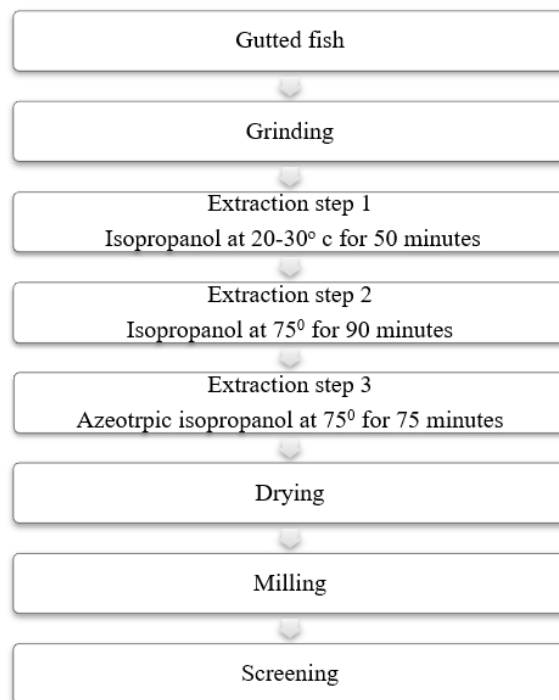 Gutted fish
Grinding
Extraction step 1
Isopropanol at 20-30° c for 50 minutes
Extraction step 2
Isopropanol at 75⁰ for 90 minutes
Extraction step 3
Azeotrpic isopropanol at 75⁰ for 75 minutes
Drying
Milling
Screening